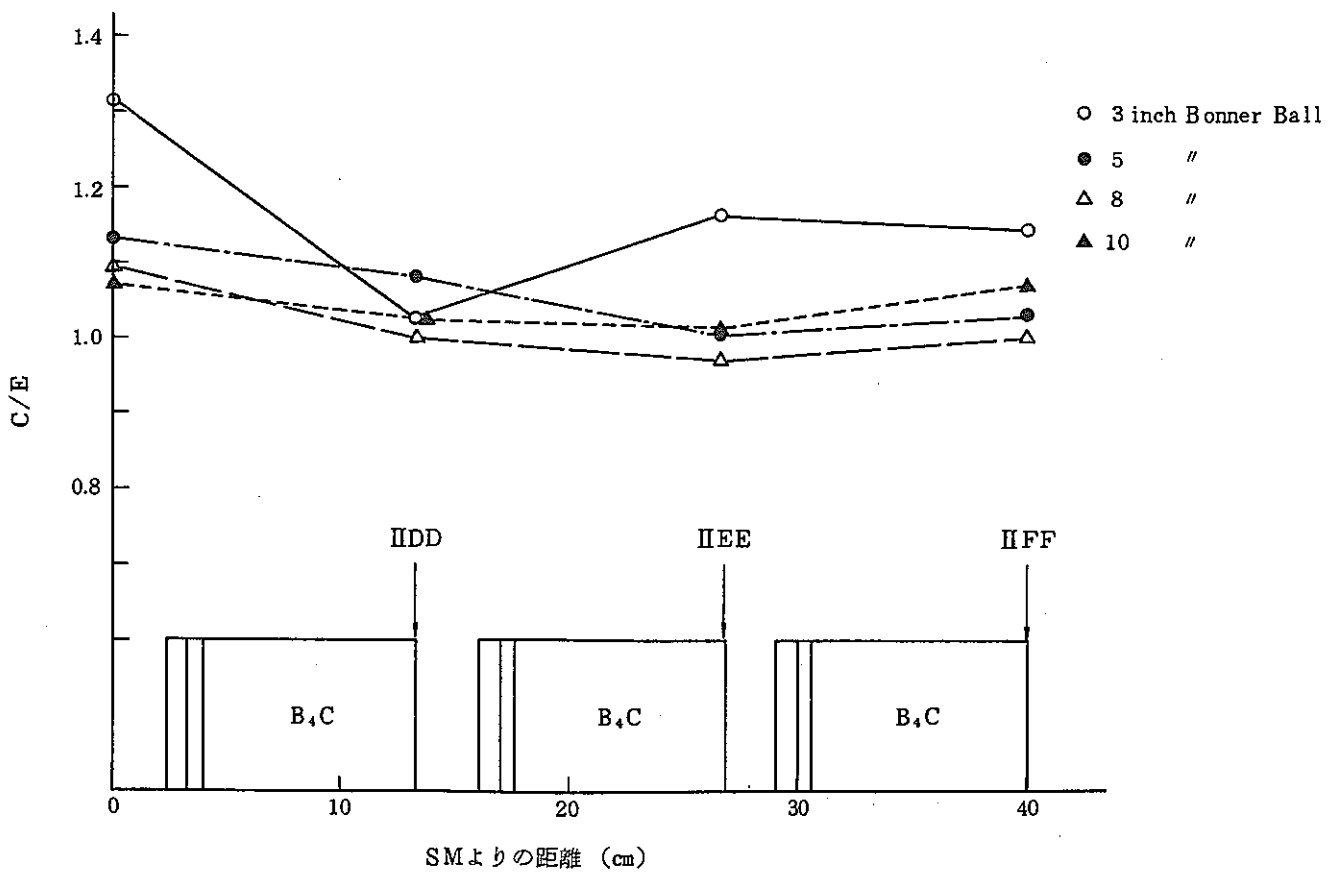 1.4
1.2
1.0
0.8
C/E
○ 3 inch Bonner Ball
● 5 〃
△ 8 〃
▲ 10 〃
ⅡDD ⅡEE ⅡFF
B₄C B₄C B₄C
0 10 20 30 40
SMよりの距離 (cm)